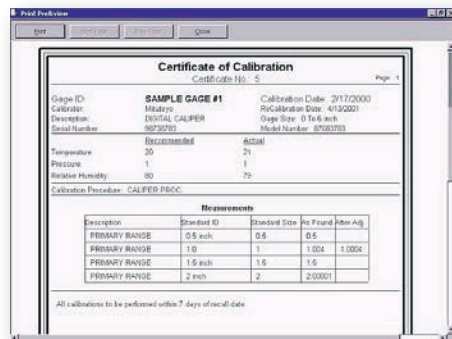 Print Preview
Print Next Page Prev Page Close
Certificate of Calibration
Certificate No.: 5 Page 1
Gage ID: SAMPLE GAGE #1 Calibration Date: 2/17/2000
Calibrater: Mitutoyo ReCalibration Date: 4/13/2001
Description: DIGITAL CALIPER Gage Size: 0 To 6 inch
Serial Number: Model Number:
Recommended Actual
Temperature 20 21
Pressure: 1 1
Relative Humidity: 80 79
Calibration Procedure: CALIPER PROC.
Measurements
Description Standard ID Standard Size As Found After Adj.
PRIMARY RANGE 0.5 inch 0.5 0.5
PRIMARY RANGE 1.0 1 1.004 1.0004
PRIMARY RANGE 1.5 inch 1.5 1.5
PRIMARY RANGE 2 inch 2 2.00001
All calibrations to be performed within 7 days of recall date.